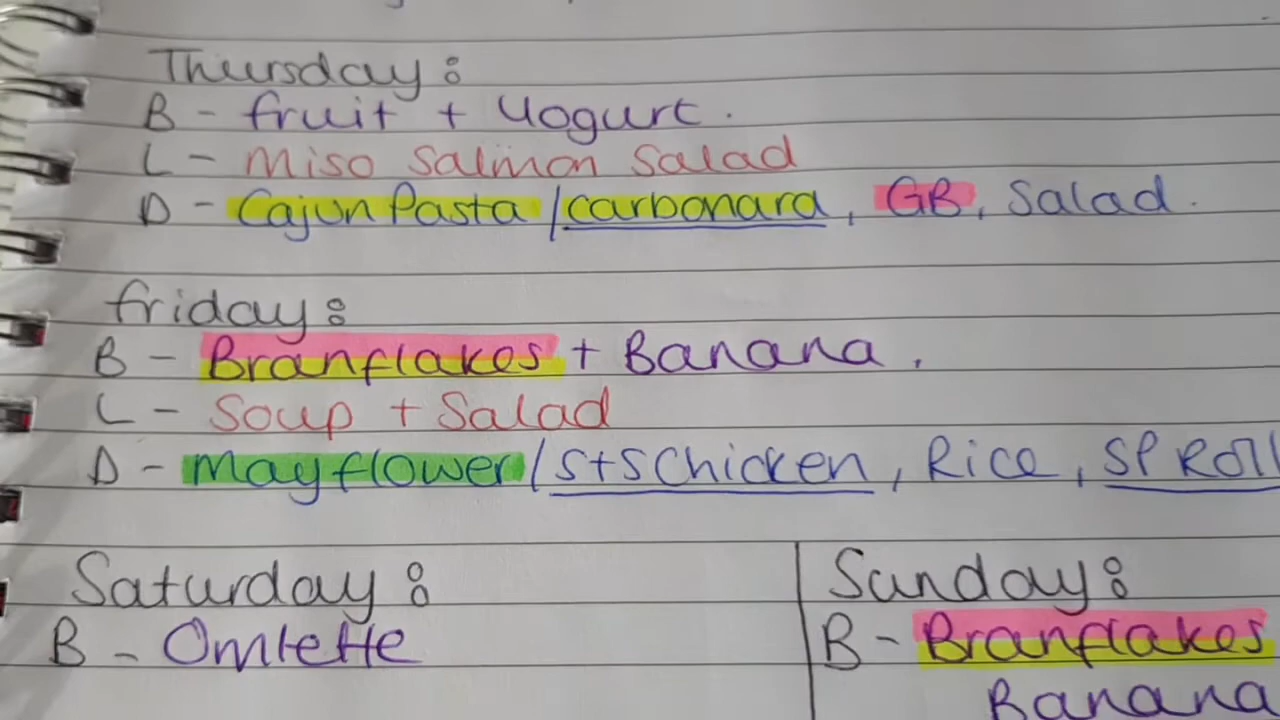 Thursday:
B - fruit + Yogurt.
L - Miso Salmon Salad
D - Cajun Pasta / carbonara, GB, Salad.
friday:
B - Branflakes + Banana.
L - Soup + Salad
D - Mayflower / S+S Chicken, Rice, SP Roll
Saturday:
B - Omlette
Sunday:
B - Branflakes
Banana